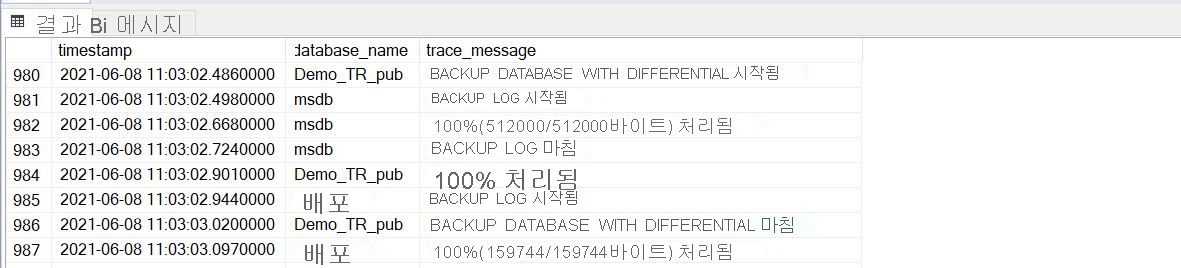 결과 Bi 메시지
timestamp database_name trace_message
980 2021-06-08 11:03:02.4860000 Demo_TR_pub BACKUP DATABASE WITH DIFFERENTIAL 시작됨
981 2021-06-08 11:03:02.4980000 msdb BACKUP LOG 시작됨
982 2021-06-08 11:03:02.6680000 msdb 100%(512000/512000바이트) 처리됨
983 2021-06-08 11:03:02.7240000 msdb BACKUP LOG 마침
984 2021-06-08 11:03:02.9010000 Demo_TR_pub 100% 처리됨
985 2021-06-08 11:03:02.9440000 배포 BACKUP LOG 시작됨
986 2021-06-08 11:03:03.0200000 Demo_TR_pub BACKUP DATABASE WITH DIFFERENTIAL 마침
987 2021-06-08 11:03:03.0970000 배포 100%(159744/159744바이트) 처리됨